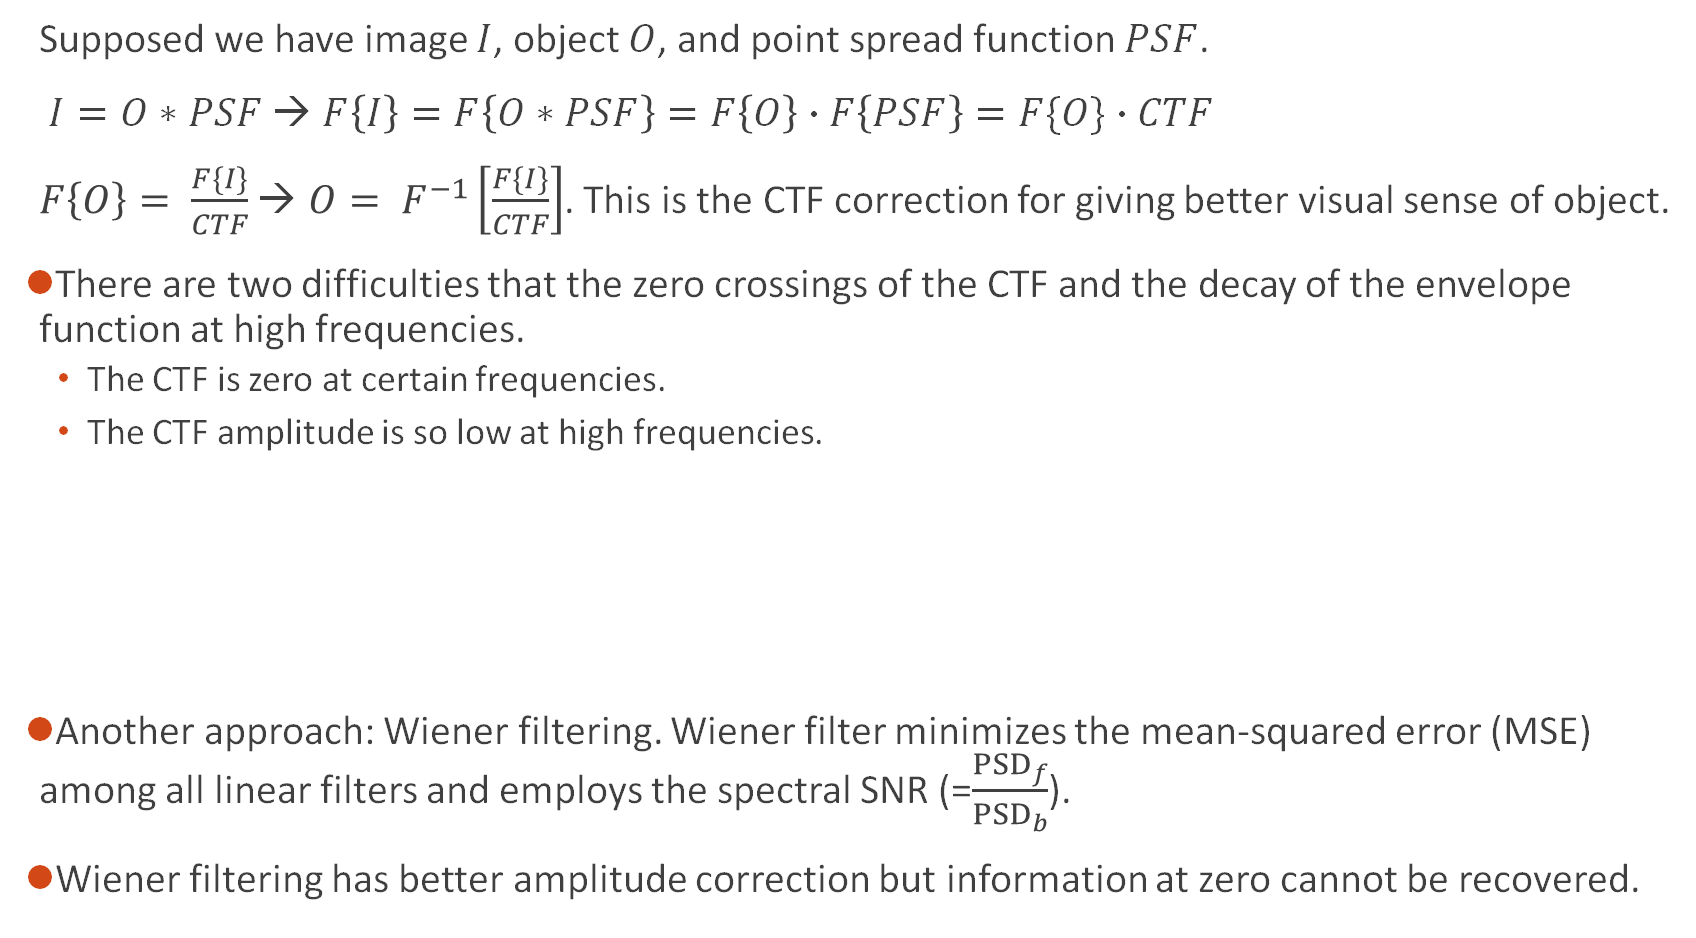 Supposed we have image I, object O, and point spread function PSF.
I = O ∗ PSF → F{I} = F{O ∗ PSF} = F{O} · F{PSF} = F{O} · CTF
F{O} = F{I}/CTF → O = F⁻¹[F{I}/CTF]. This is the CTF correction for giving better visual sense of object.
●There are two difficulties that the zero crossings of the CTF and the decay of the envelope
function at high frequencies.
• The CTF is zero at certain frequencies.
• The CTF amplitude is so low at high frequencies.
●Another approach: Wiener filtering. Wiener filter minimizes the mean-squared error (MSE)
among all linear filters and employs the spectral SNR (=PSD_f/PSD_b).
●Wiener filtering has better amplitude correction but information at zero cannot be recovered.